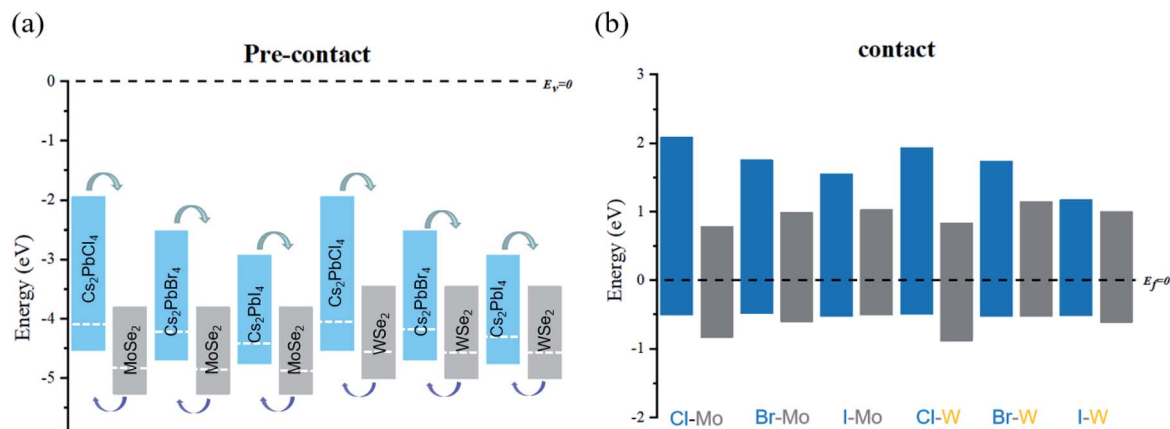 (a)
Pre-contact
Energy (eV)
0
-1
-2
-3
-4
-5
E_v=0
Cs₂PbCl₄
MoSe₂
Cs₂PbBr₄
MoSe₂
Cs₂PbI₄
MoSe₂
Cs₂PbCl₄
WSe₂
Cs₂PbBr₄
WSe₂
Cs₂PbI₄
WSe₂
(b)
contact
Energy (eV)
3
2
1
0
-1
-2
E_f=0
Cl-Mo
Br-Mo
I-Mo
Cl-W
Br-W
I-W